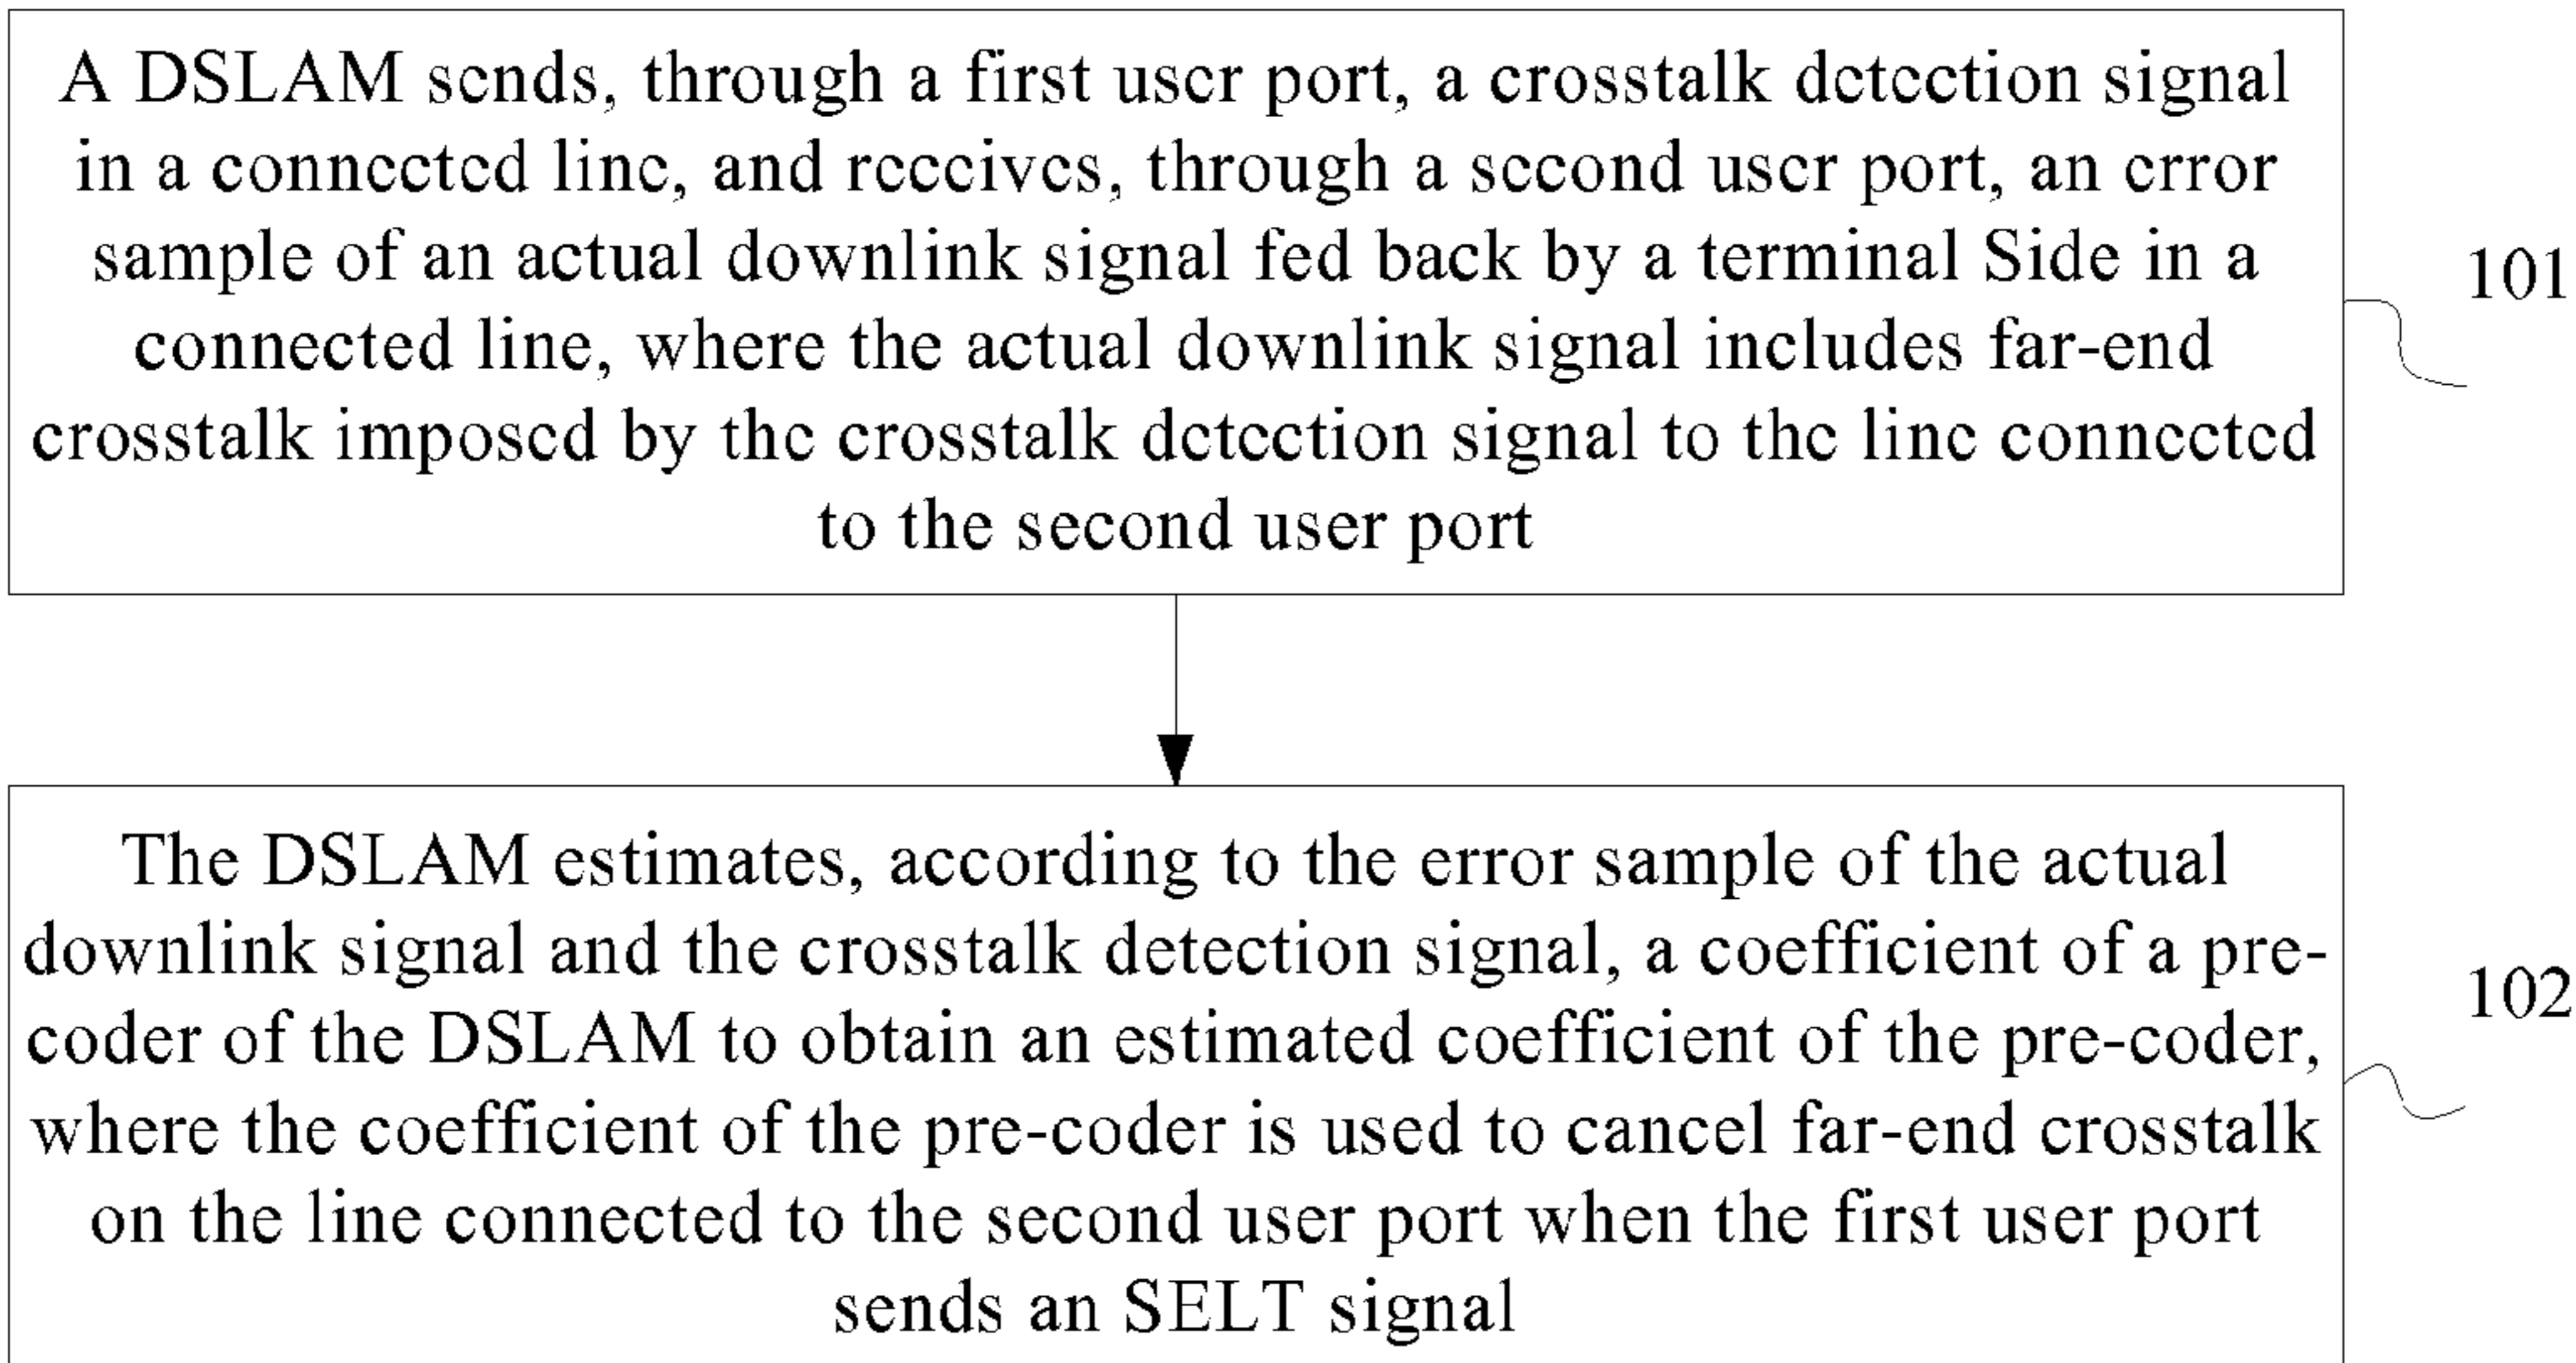 A DSLAM sends, through a first user port, a crosstalk detection signal
in a connected line, and receives, through a second user port, an error
sample of an actual downlink signal fed back by a terminal Side in a
connected line, where the actual downlink signal includes far-end
crosstalk imposed by the crosstalk detection signal to the line connected
to the second user port
101
The DSLAM estimates, according to the error sample of the actual
downlink signal and the crosstalk detection signal, a coefficient of a pre-
coder of the DSLAM to obtain an estimated coefficient of the pre-coder,
where the coefficient of the pre-coder is used to cancel far-end crosstalk
on the line connected to the second user port when the first user port
sends an SELT signal
102